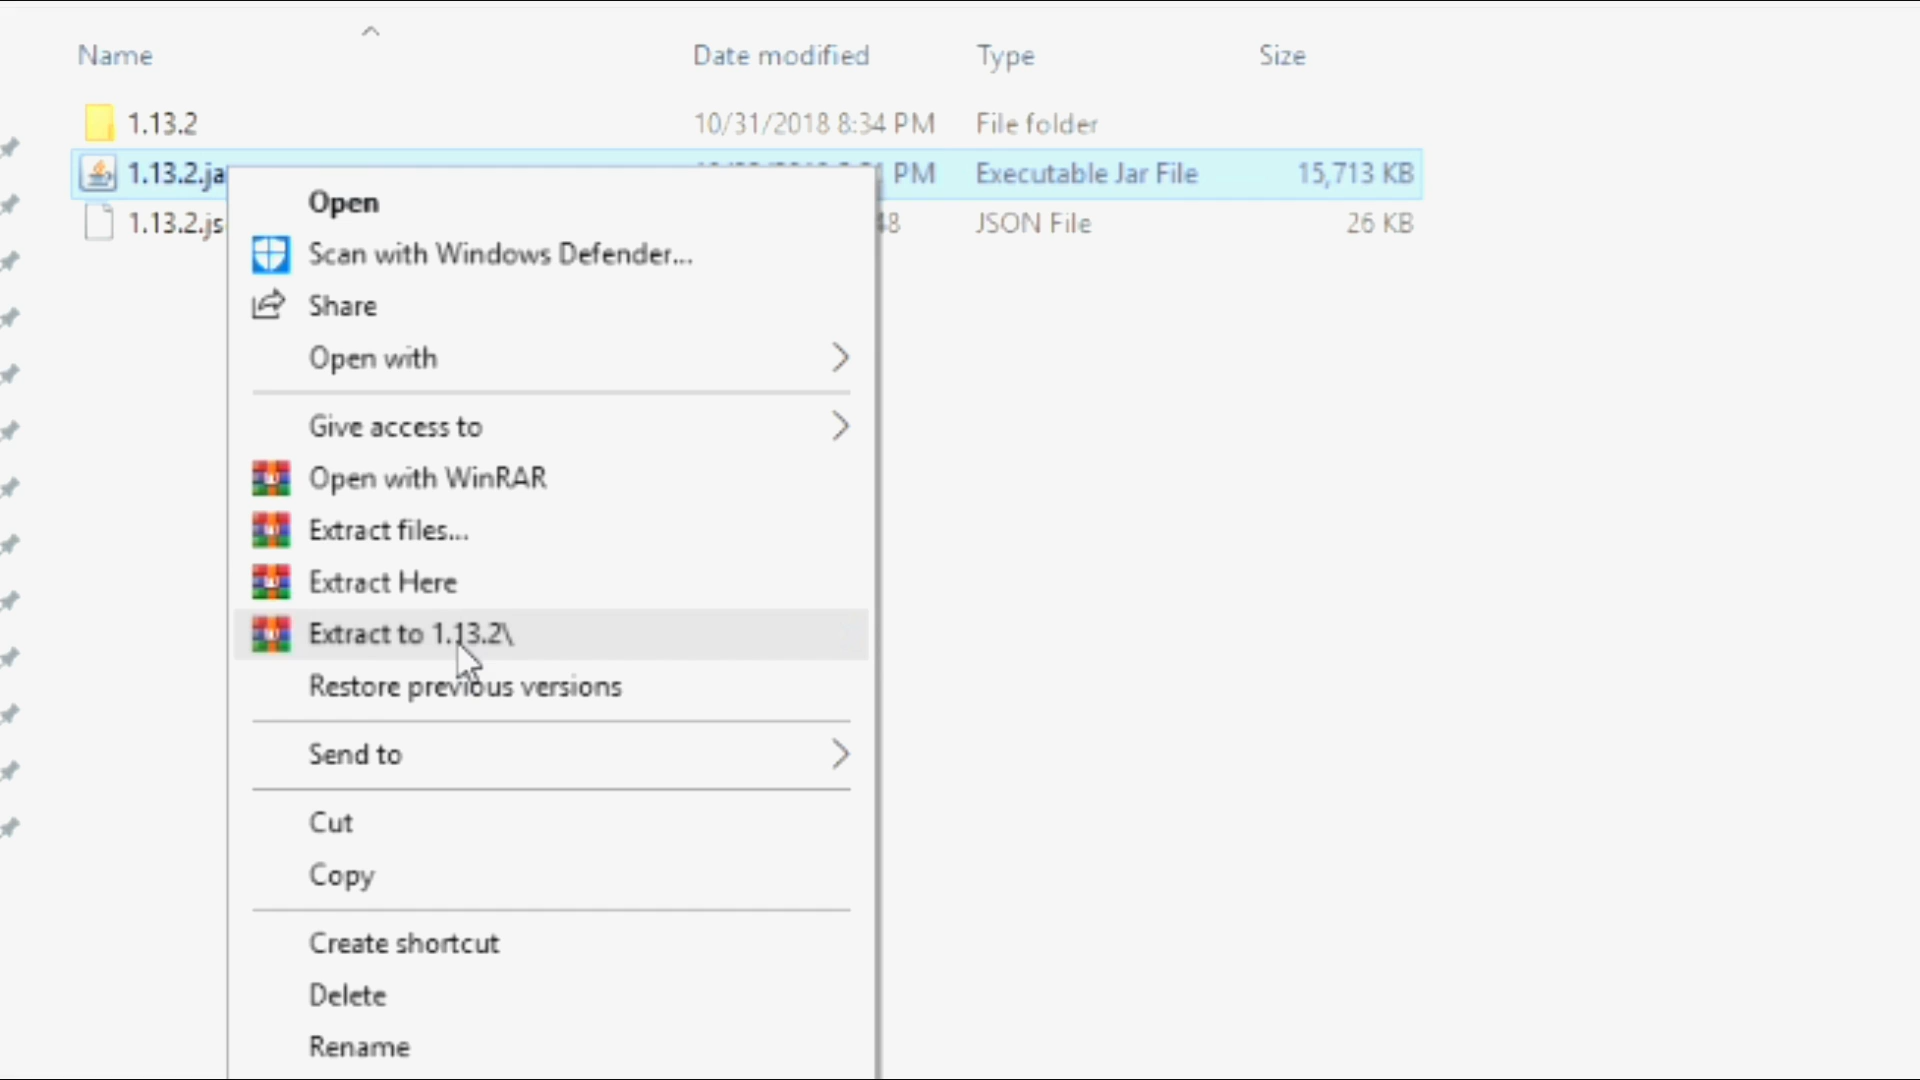 Name Date modified Type Size
1.13.2 10/31/2018 8:34 PM File folder
1.13.2.ja PM Executable Jar File 15,713 KB
1.13.2.js 48 JSON File 26 KB
Open
Scan with Windows Defender...
Share
Open with
Give access to
Open with WinRAR
Extract files...
Extract Here
Extract to 1.13.2\
Restore previous versions
Send to
Cut
Copy
Create shortcut
Delete
Rename